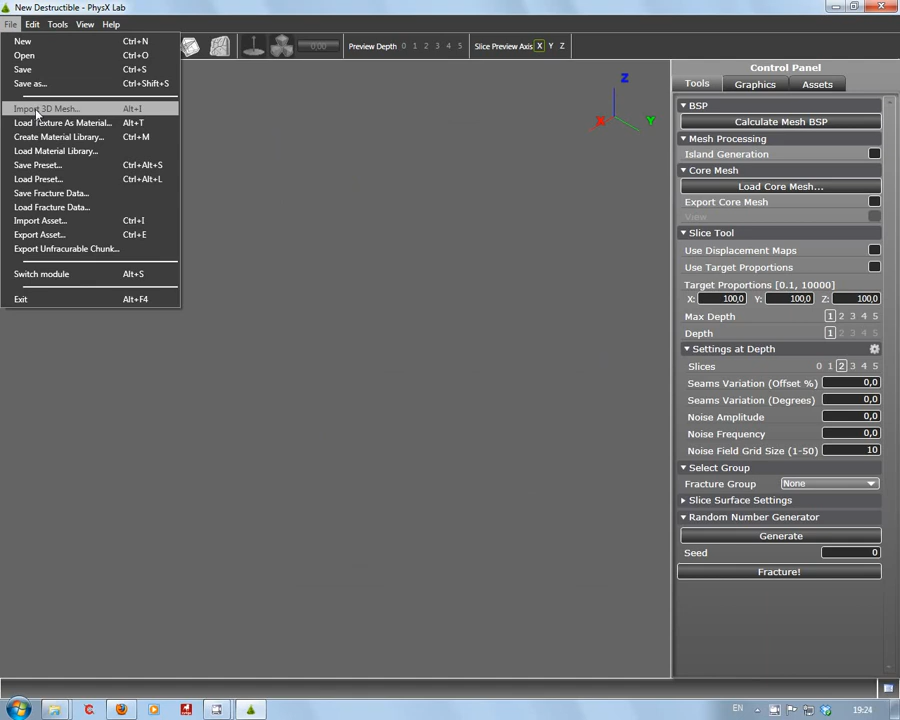 New Destructible* - PhysX Lab
File Edit Tools View Help
New Ctrl+N
Open Ctrl+O
Save Ctrl+S
Save as... Ctrl+Shift+S
Import 3D Mesh... Alt+I
Load Texture As Material... Alt+T
Create Material Library... Ctrl+M
Load Material Library...
Save Preset... Ctrl+Alt+S
Load Preset... Ctrl+Alt+L
Save Fracture Data...
Load Fracture Data...
Import Asset... Ctrl+I
Export Asset... Ctrl+E
Export Unfracurable Chunk...
Switch module Alt+S
Exit Alt+F4
0,00
Preview Depth 0 1 2 3 4 5
Slice Preview Axis X Y Z
Z
X
Y
Control Panel
Tools Graphics Assets
BSP
Calculate Mesh BSP
Mesh Processing
Island Generation
Core Mesh
Load Core Mesh...
Export Core Mesh
View
Slice Tool
Use Displacement Maps
Use Target Proportions
Target Proportions [0.1, 10000]
X: 100,0 Y: 100,0 Z: 100,0
Max Depth 1 2 3 4 5
Depth 1 2 3 4 5
Settings at Depth
Slices 0 1 2 3 4 5
Seams Variation (Offset %) 0,0
Seams Variation (Degrees) 0,0
Noise Amplitude 0,0
Noise Frequency 0,0
Noise Field Grid Size (1-50) 10
Select Group
Fracture Group None
Slice Surface Settings
Random Number Generator
Generate
Seed 0
Fracture!
EN 19:24